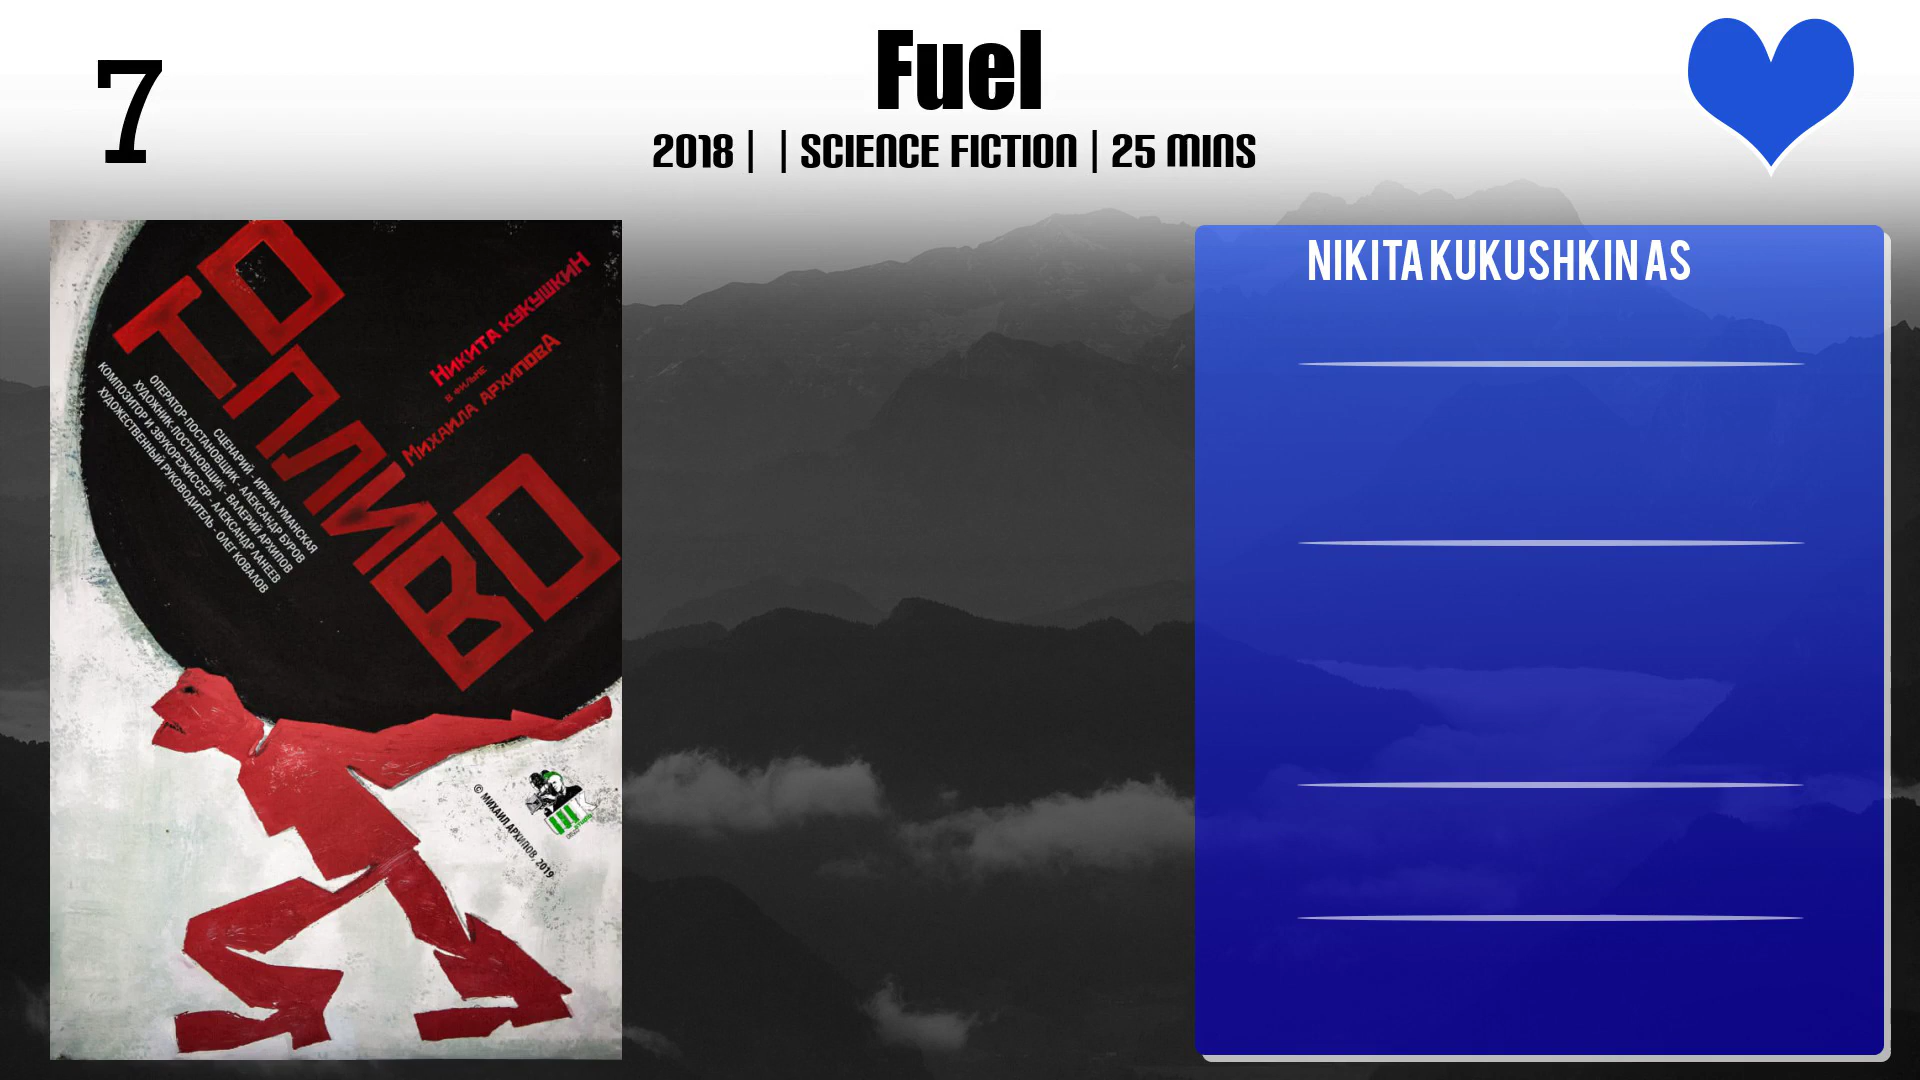 7
Fuel
2018 | | SCIENCE FICTION | 25 MINS
NIKITA KUKUSHKIN AS
ТОПЛИВО
НИКИТА КУКУШКИН
В ФИЛЬМЕ
МИХАИЛА АРХИПОВА
СЦЕНАРИЙ - ИРИНА УМАНСКАЯ
ОПЕРАТОР-ПОСТАНОВЩИК - АЛЕКСАНДР БУРОВ
ХУДОЖНИК-ПОСТАНОВЩИК - ВАЛЕРИЙ АРХИПОВ
КОМПОЗИТОР И ЗВУКОРЕЖИССЕР - АЛЕКСАНДР ЛАНЕЕВ
ХУДОЖЕСТВЕННЫЙ РУКОВОДИТЕЛЬ - ОЛЕГ КОВАЛОВ
© МИХАИЛ АРХИПОВ, 2019